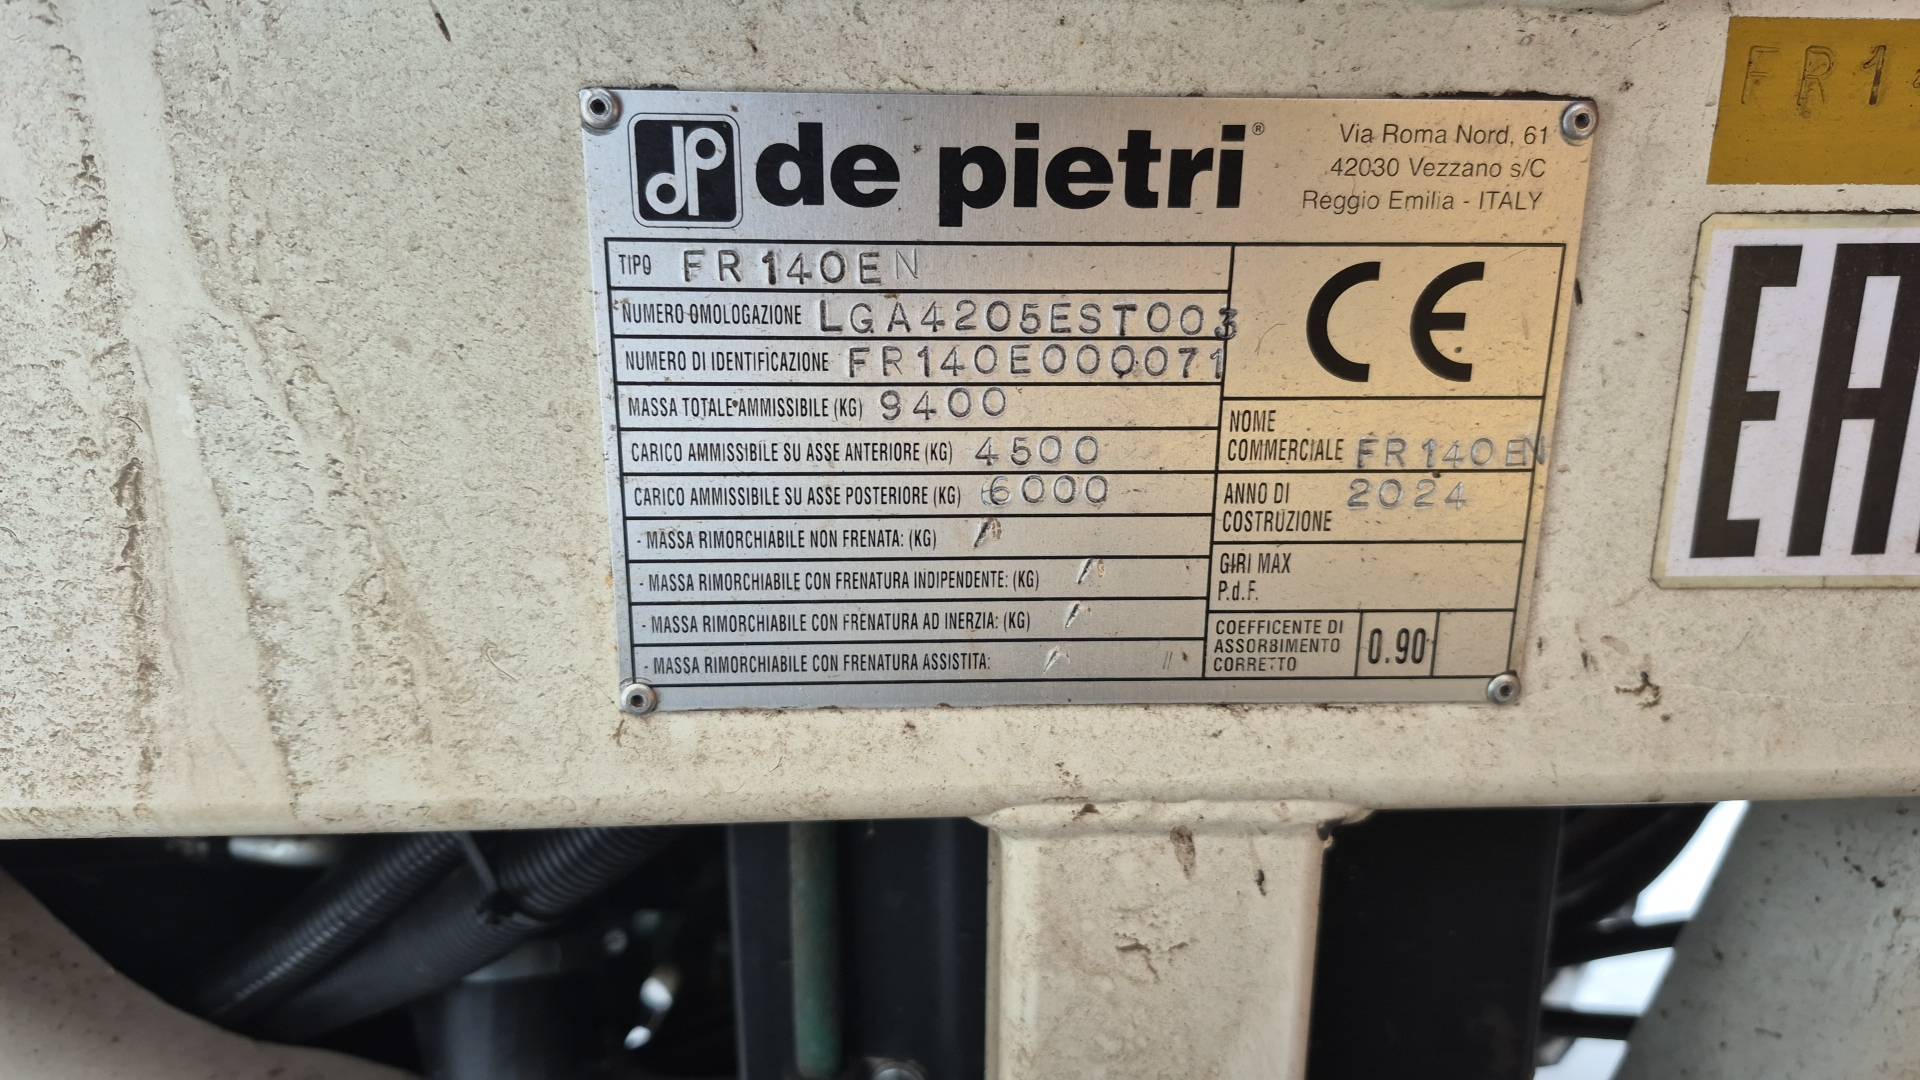 de pietri®
Via Roma Nord, 61
42030 Vezzano s/C
Reggio Emilia - ITALY
TIPO FR140EN
NUMERO OMOLOGAZIONE LGA4205EST003
NUMERO DI IDENTIFICAZIONE FR140E000071
MASSA TOTALE AMMISSIBILE (KG) 9400
CARICO AMMISSIBILE SU ASSE ANTERIORE (KG) 4500
CARICO AMMISSIBILE SU ASSE POSTERIORE (KG) 6000
- MASSA RIMORCHIABILE NON FRENATA: (KG) /
- MASSA RIMORCHIABILE CON FRENATURA INDIPENDENTE: (KG) /
- MASSA RIMORCHIABILE CON FRENATURA AD INERZIA: (KG) /
- MASSA RIMORCHIABILE CON FRENATURA ASSISTITA: /
CE
NOME
COMMERCIALE FR140EN
ANNO DI 2024
COSTRUZIONE
GIRI MAX
P.d.F.
COEFFICENTE DI
ASSORBIMENTO
CORRETTO
0.90
FR1
EA